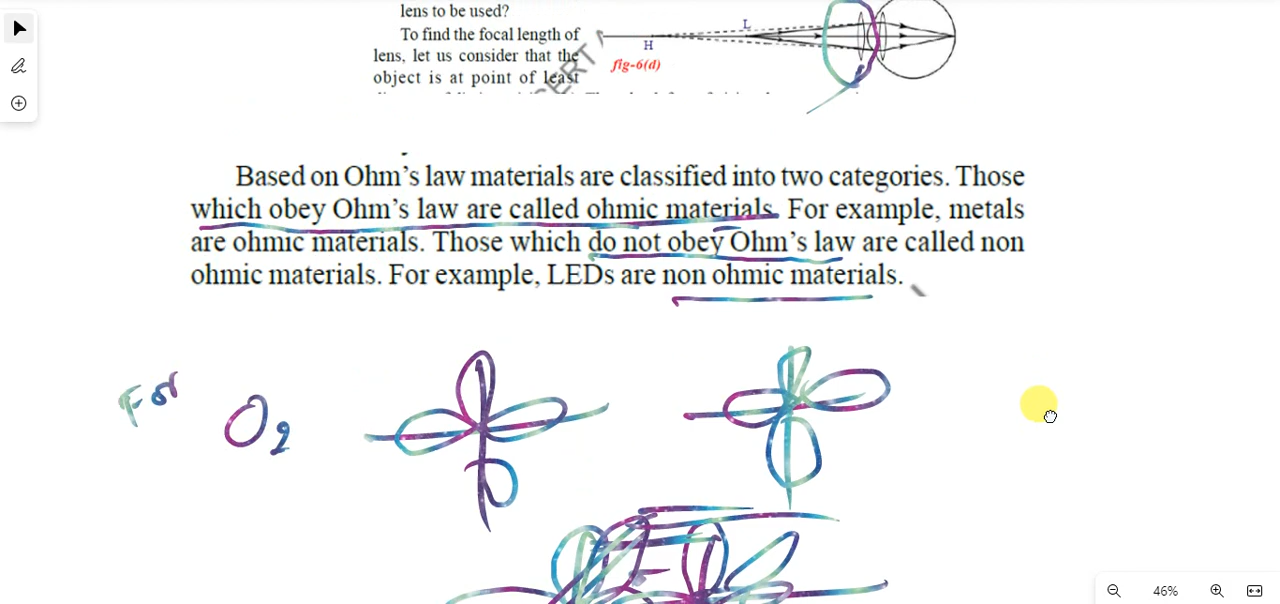 lens to be used?
To find the focal length of
lens, let us consider that the
object is at point of least
L
H
fig-6(d)
Based on Ohm's law materials are classified into two categories. Those
which obey Ohm's law are called ohmic materials. For example, metals
are ohmic materials. Those which do not obey Ohm's law are called non
ohmic materials. For example, LEDs are non ohmic materials.
For
O2
46%